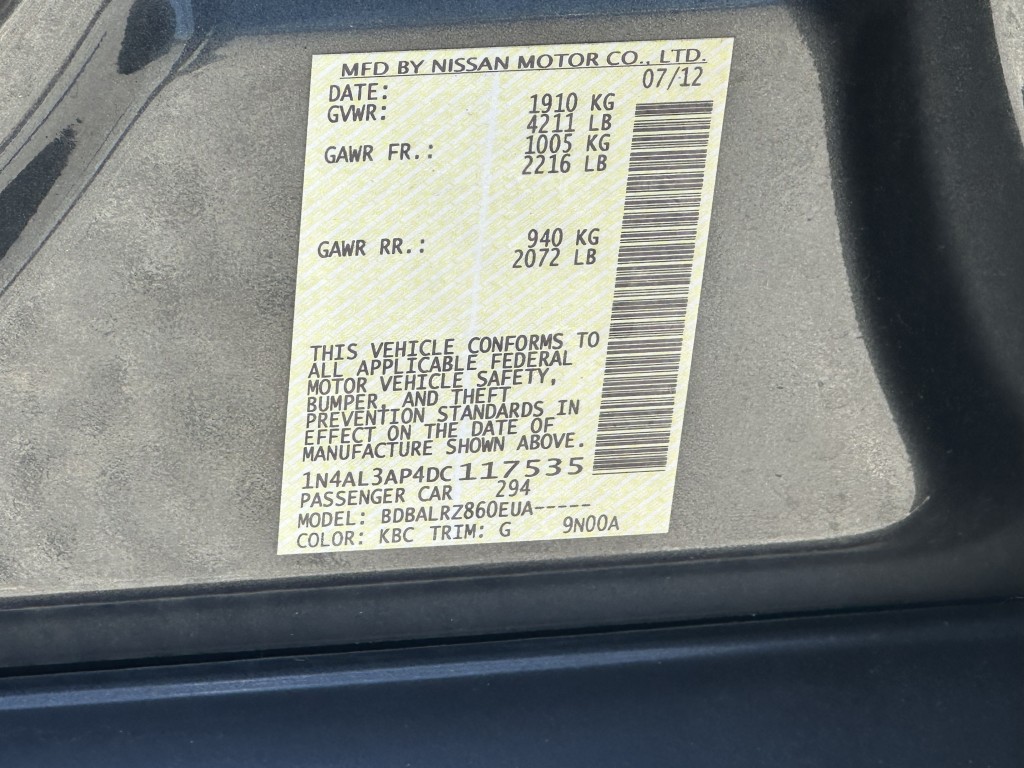 MFD BY NISSAN MOTOR CO., LTD.
DATE: 07/12
GVWR: 1910 KG
4211 LB
GAWR FR.: 1005 KG
2216 LB
GAWR RR.: 940 KG
2072 LB
THIS VEHICLE CONFORMS TO
ALL APPLICABLE FEDERAL
MOTOR VEHICLE SAFETY,
BUMPER, AND THEFT
PREVENTION STANDARDS IN
EFFECT ON THE DATE OF
MANUFACTURE SHOWN ABOVE.
1N4AL3AP4DC117535
PASSENGER CAR 294
MODEL: BDBALRZ860EUA-----
COLOR: KBC TRIM: G 9N00A